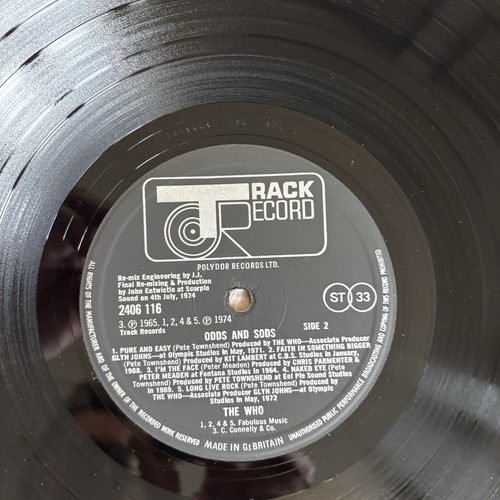 TRACK
RECORD
POLYDOR RECORDS LTD.
Re-mix Engineering by J.J.
Final Re-mixing & Production
by John Entwistle at Scorpio
Sound on 4th July, 1974
2406 116
3. ℗ 1965. 1, 2, 4 & 5. ℗ 1974
Track Records
ST 33
SIDE 2
ODDS AND SODS
1. PURE AND EASY (Pete Townshend) Produced by THE WHO—Associate Producer
GLYN JOHNS—at Olympic Studios in May, 1971. 2. FAITH IN SOMETHING BIGGER
(Pete Townshend) Produced by KIT LAMBERT at C.B.S. Studios in January,
1968. 3. I'M THE FACE (Peter Meaden) Produced by CHRIS PARMENTER &
PETER MEADEN at Fontana Studios in 1964. 4. NAKED EYE (Pete
Townshend) Produced by PETE TOWNSHEND at Eel Pie Sound Studios
in 1969. 5. LONG LIVE ROCK (Pete Townshend) Produced by
THE WHO—Associate Producer GLYN JOHNS—at Olympic
Studios in May, 1972
THE WHO
1, 2, 4 & 5. Fabulous Music
3. C. Connelly & Co.
ALL RIGHTS OF THE MANUFACTURER AND OF THE OWNER OF THE RECORDED WORK RESERVED
MADE IN Gt BRITAIN
UNAUTHORISED PUBLIC PERFORMANCE BROADCASTING AND COPYING OF THIS RECORD PROHIBITED